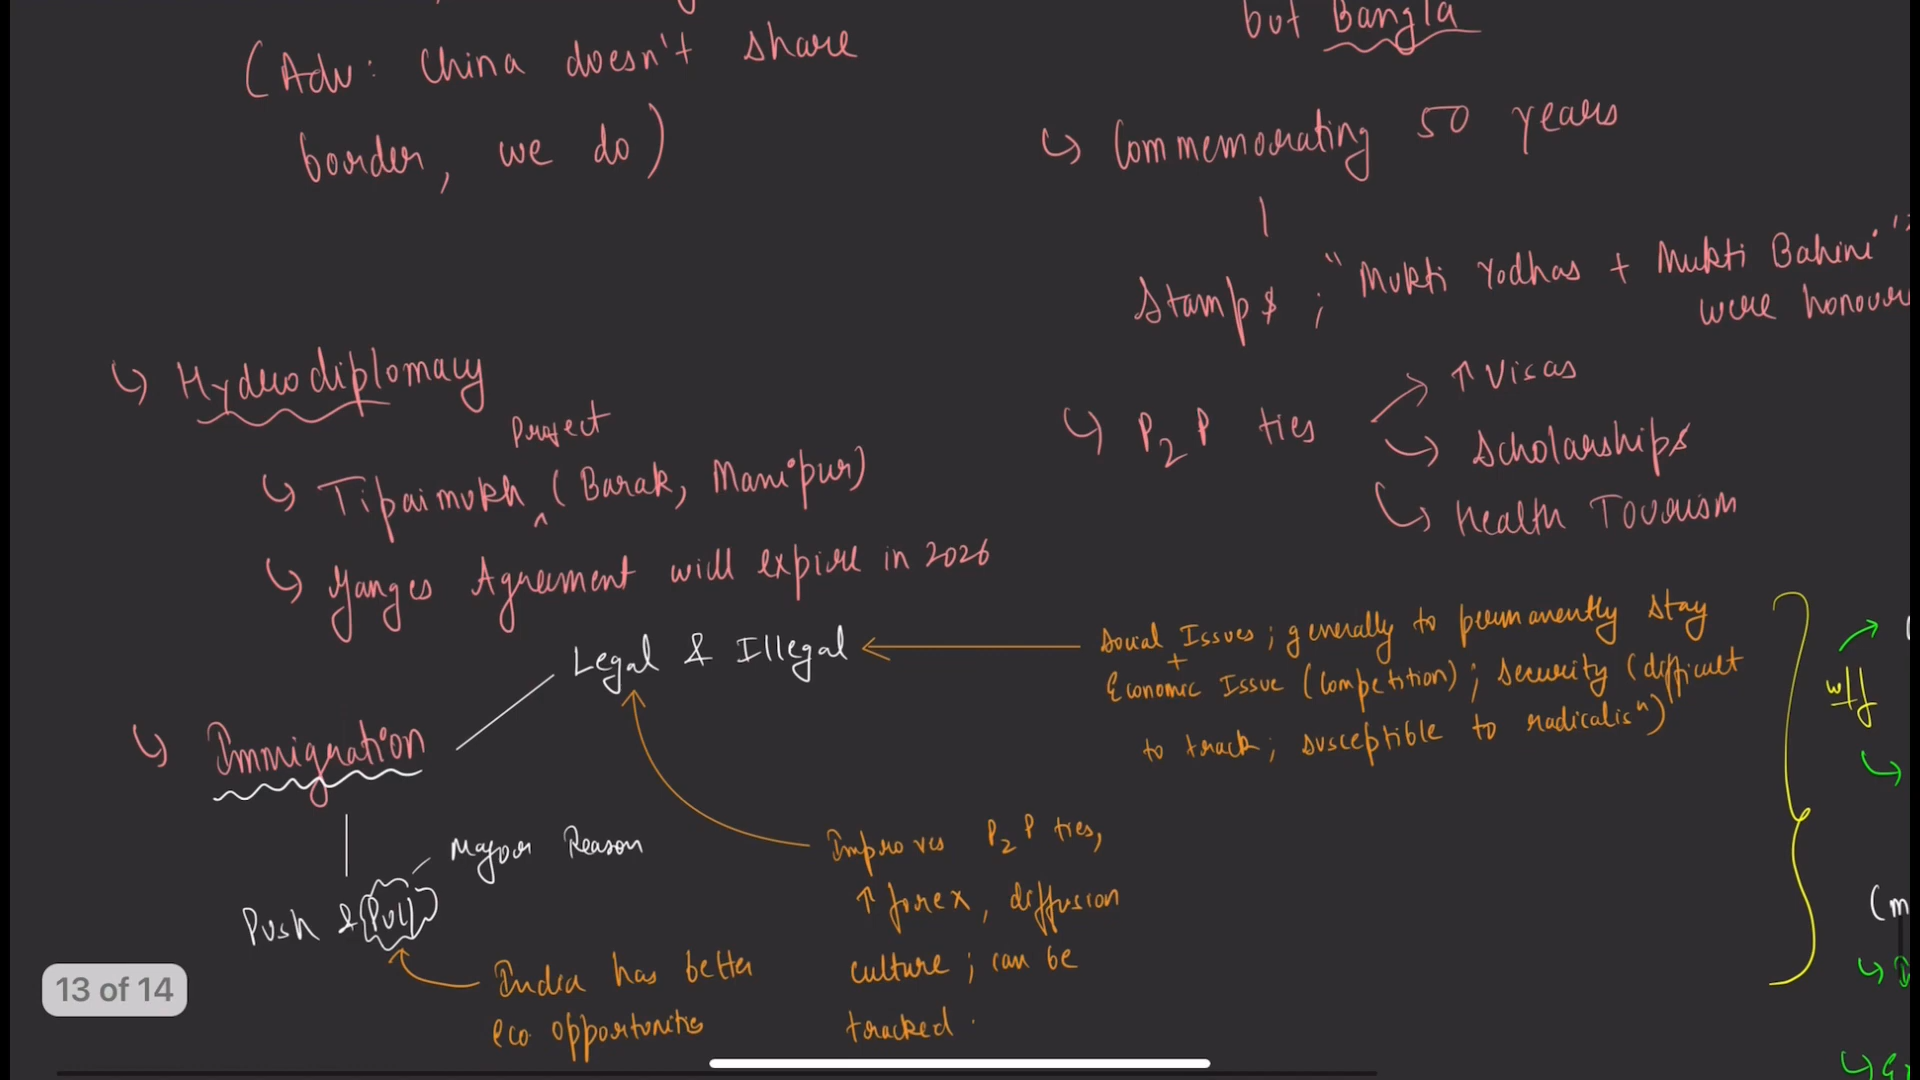 (Adv: China doesn't share
border, we do)
↳ Hydrodiplomacy
Project
↳ Tipaimukh ^ (Barak, Manipur)
↳ Ganges Agreement will expire in 2026
Legal & Illegal
↳ Immigration
Major Reason
Push & Pull
India has better
eco opportunities
Improves P2P ties,
↑ forex, diffusion
culture; can be
tracked.
but Bangla
↳ Commemorating 50 years
Stamps; "Mukti Yodhas + Mukti Bahini"
were honour
↳ P2P ties
↑ Visas
Scholarships
Health Tourism
Social Issues; generally to permanently stay
+
Economic Issue (Competition); Security (difficult
to track; susceptible to radicalisn)
w/f
(m
13 of 14